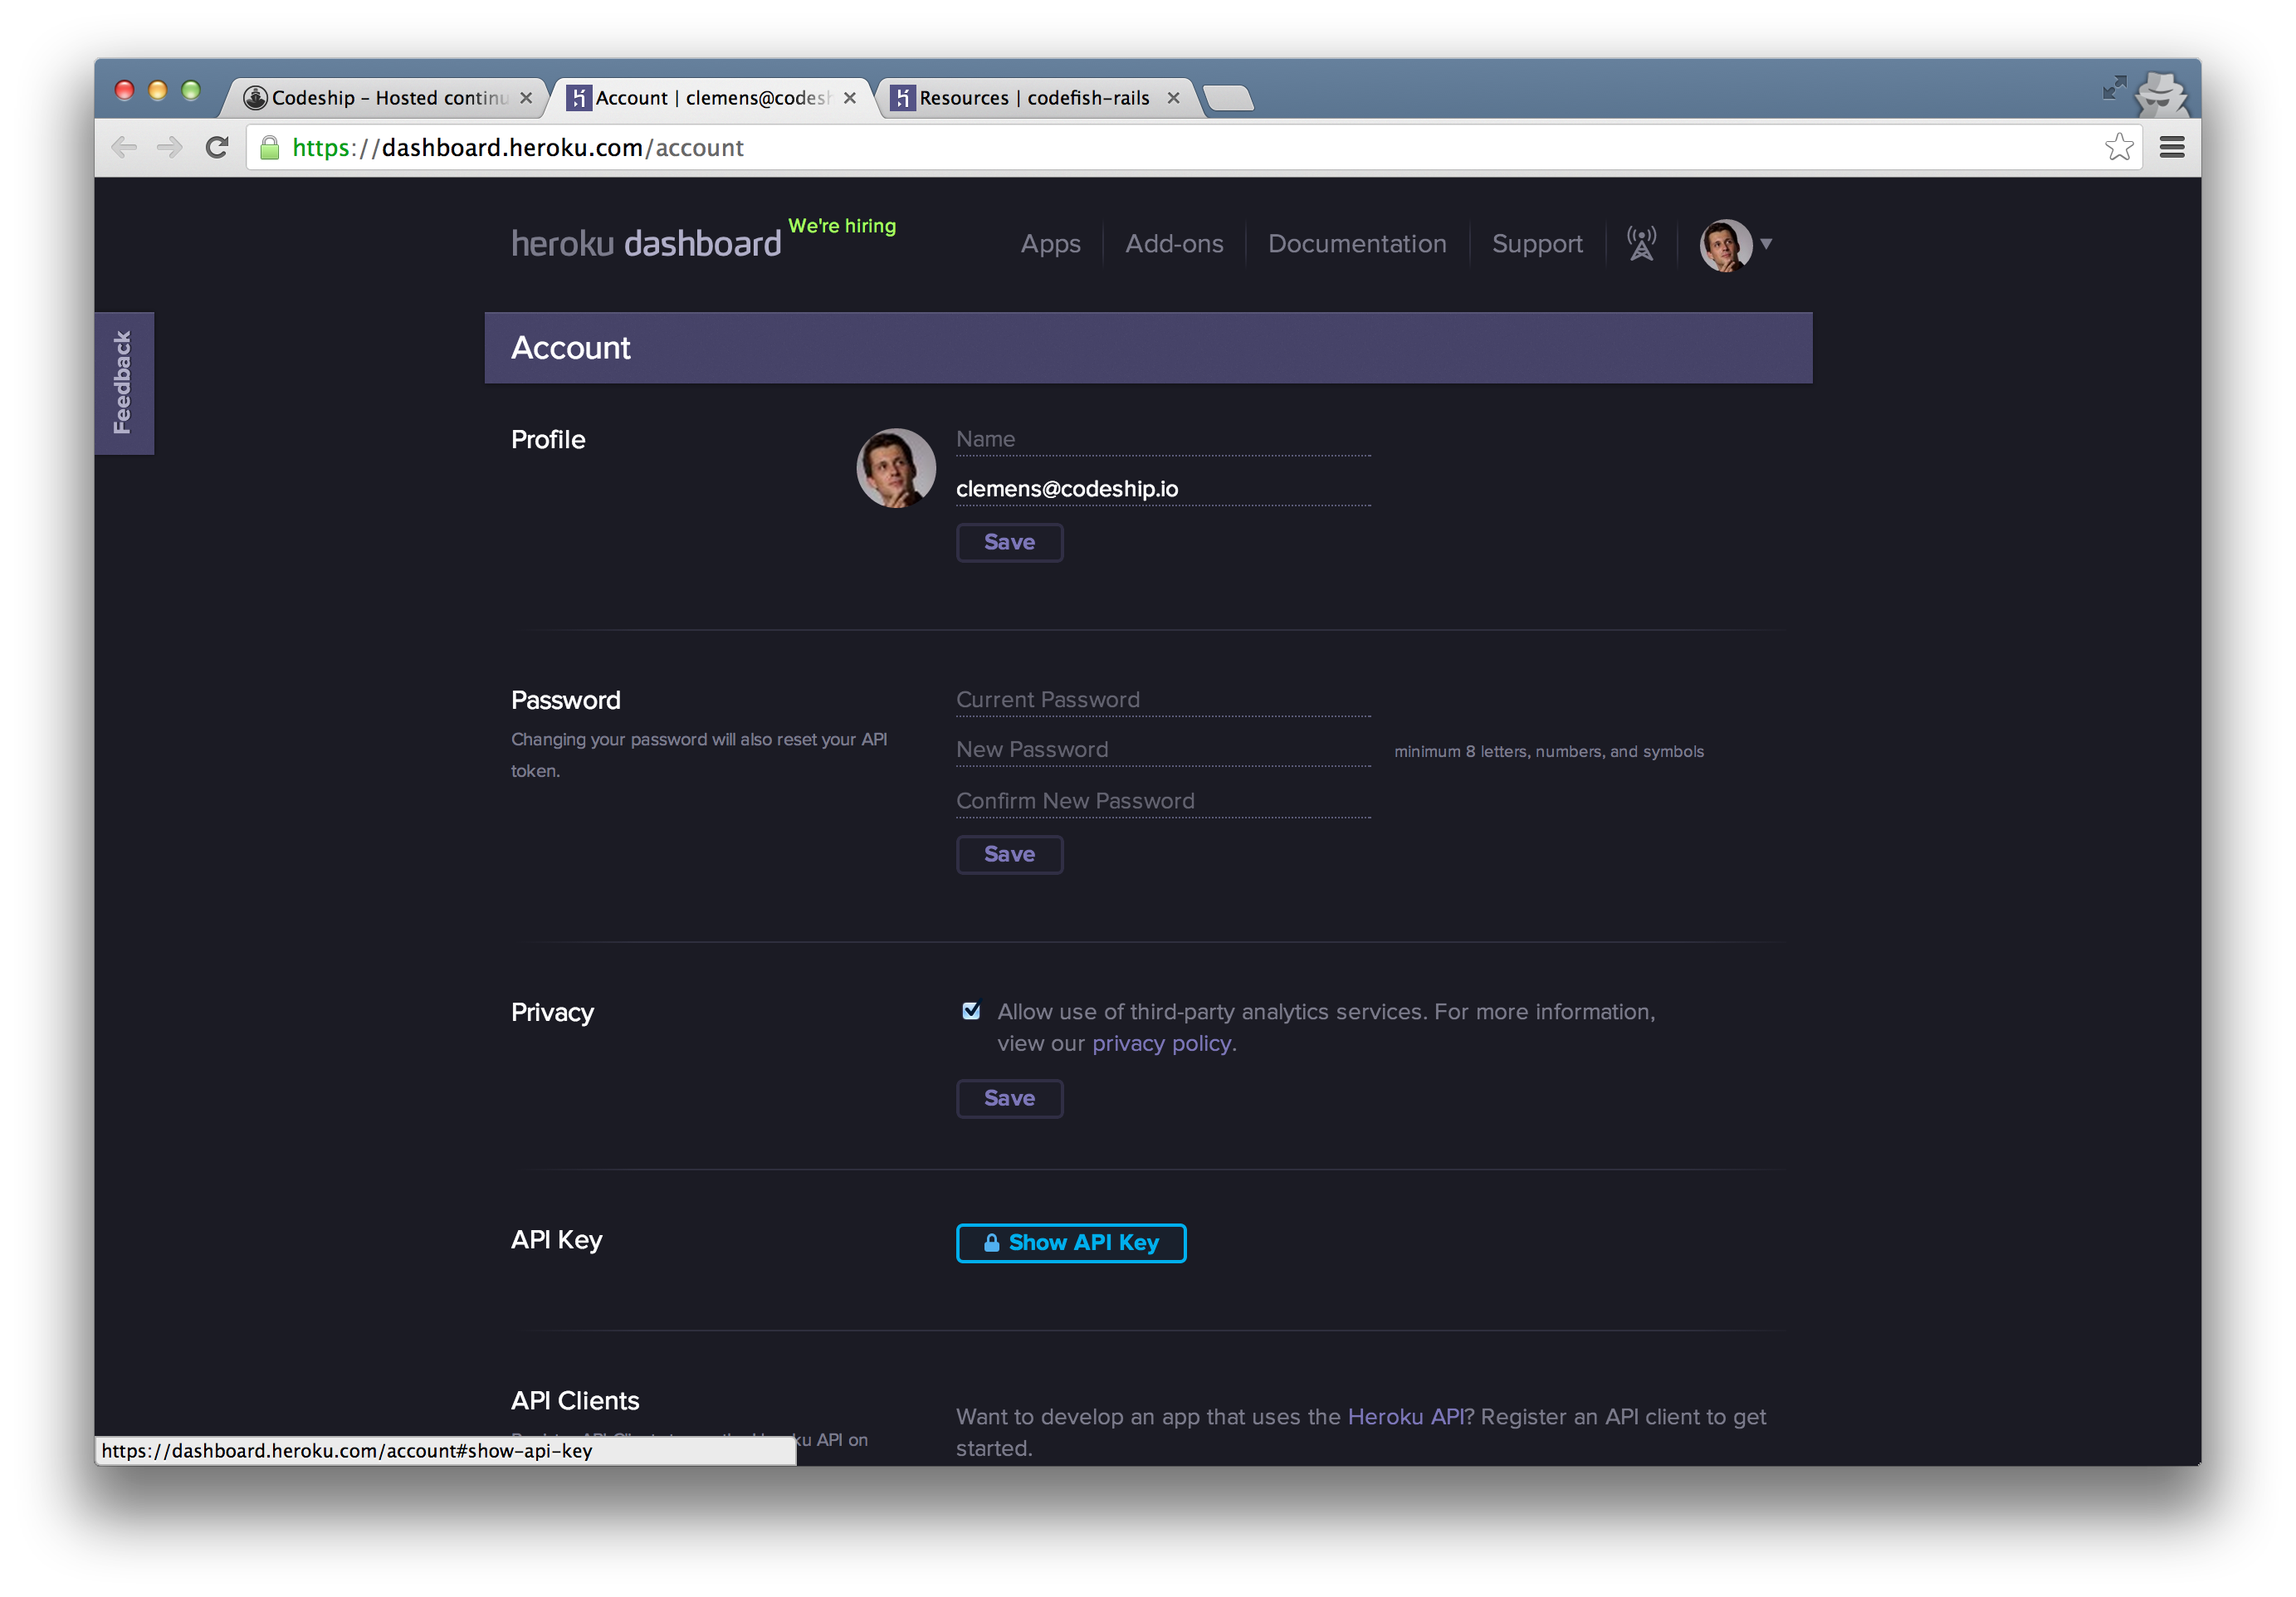 Codeship – Hosted continu
Account | clemens@codesh
Resources | codefish-rails
https://dashboard.heroku.com/account
heroku dashboard We're hiring
Apps Add-ons Documentation Support
Feedback
Account
Profile
Name
clemens@codeship.io
Save
Password
Changing your password will also reset your API
token.
Current Password
New Password
minimum 8 letters, numbers, and symbols
Confirm New Password
Save
Privacy
Allow use of third-party analytics services. For more information,
view our privacy policy.
Save
API Key
Show API Key
API Clients
Want to develop an app that uses the Heroku API? Register an API client to get
started.
API on
https://dashboard.heroku.com/account#show-api-key